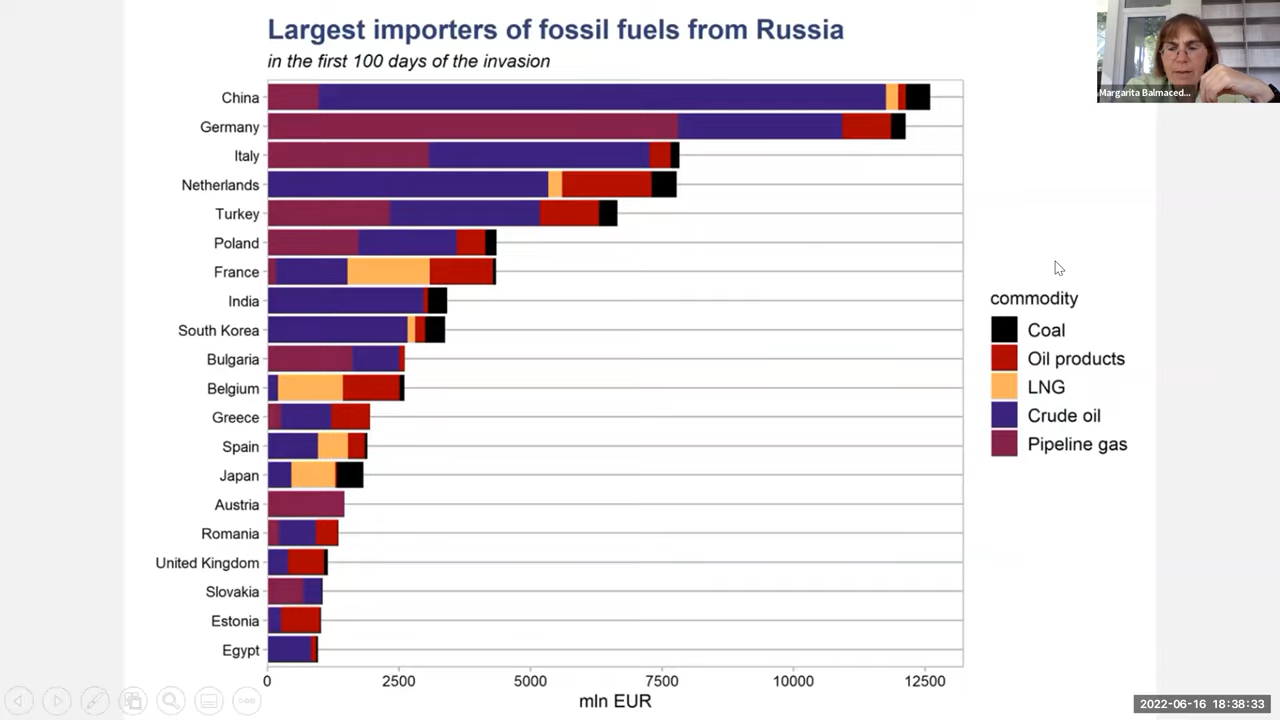 Largest importers of fossil fuels from Russia
in the first 100 days of the invasion
Margarita Balmaced...
China
Germany
Italy
Netherlands
Turkey
Poland
France
India
South Korea
Bulgaria
Belgium
Greece
Spain
Japan
Austria
Romania
United Kingdom
Slovakia
Estonia
Egypt
0 2500 5000 7500 10000 12500
mln EUR
commodity
Coal
Oil products
LNG
Crude oil
Pipeline gas
2022-06-16 18:38:33